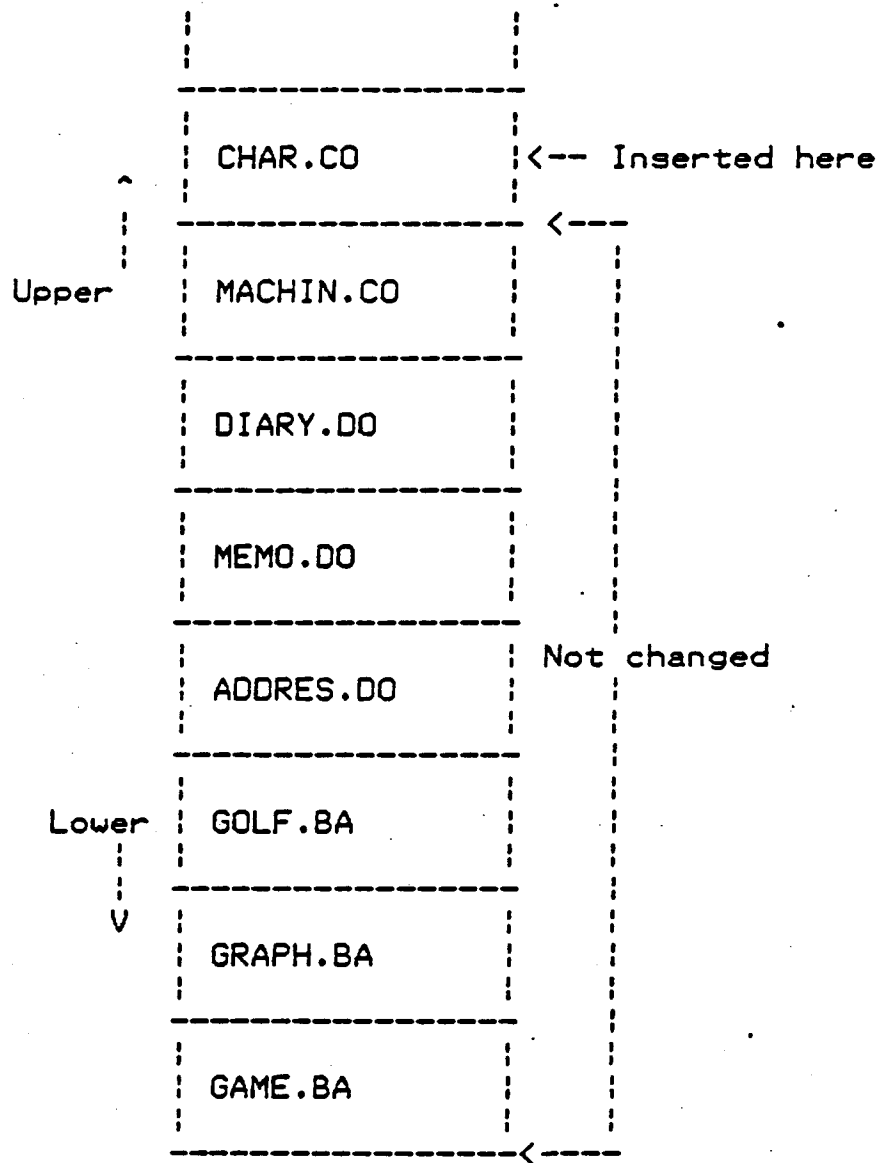 CHAR.CO <-- Inserted here
Upper MACHIN.CO
DIARY.DO
MEMO.DO
Not changed
ADDRES.DO
Lower GOLF.BA
GRAPH.BA
GAME.BA